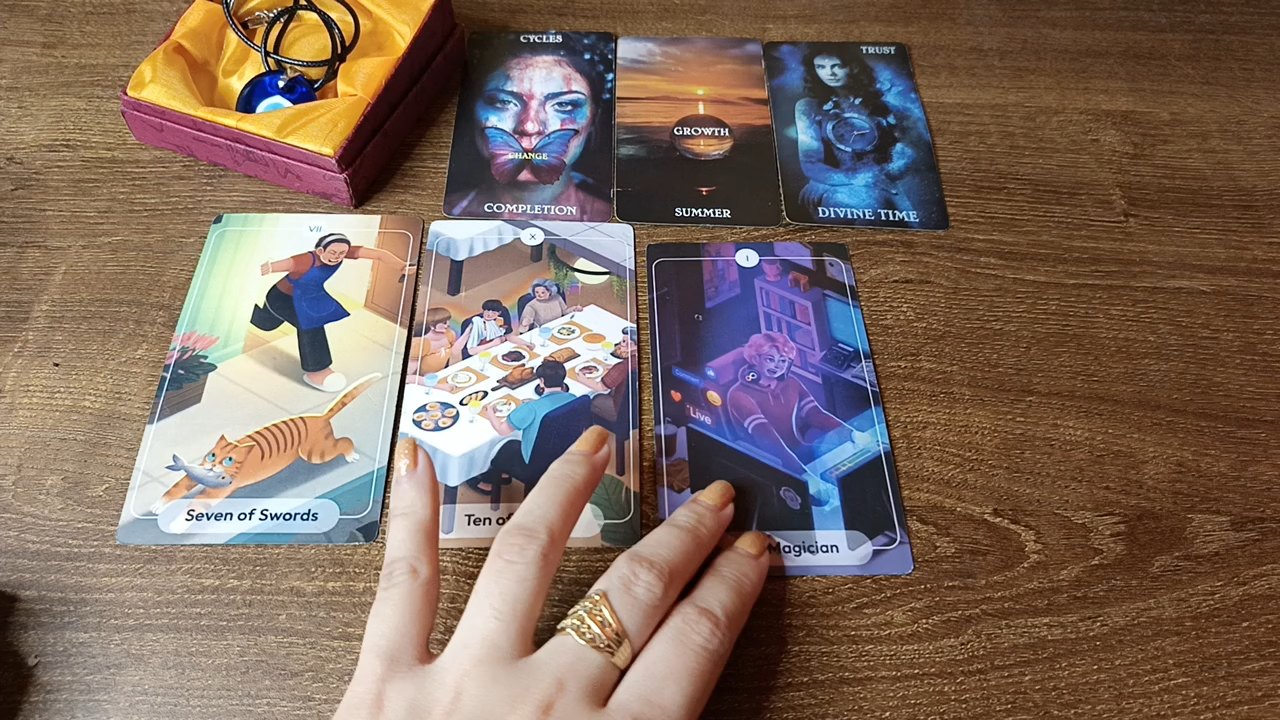 CYCLES
CHANGE
COMPLETION
GROWTH
SUMMER
TRUST
DIVINE TIME
VII
Seven of Swords
X
Ten of
I
Magician
Live